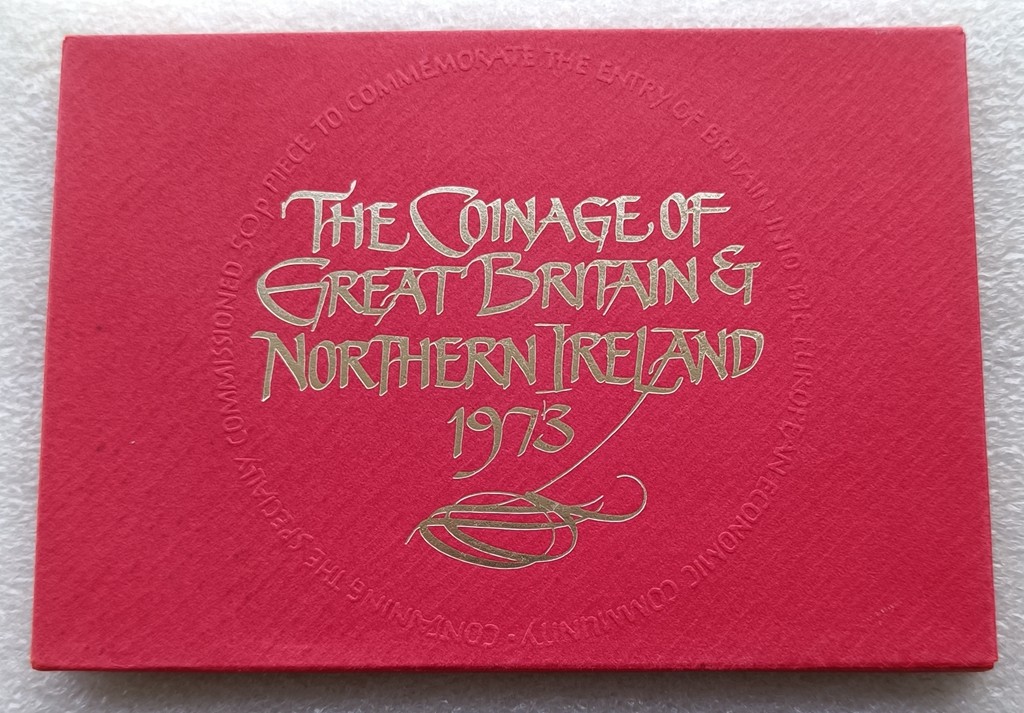 THE COINAGE OF
GREAT BRITAIN &
NORTHERN IRELAND
1973
CONTAINING THE SPECIALLY COMMISSIONED 50p PIECE TO COMMEMORATE THE ENTRY OF BRITAIN INTO THE EUROPEAN ECONOMIC COMMUNITY ·